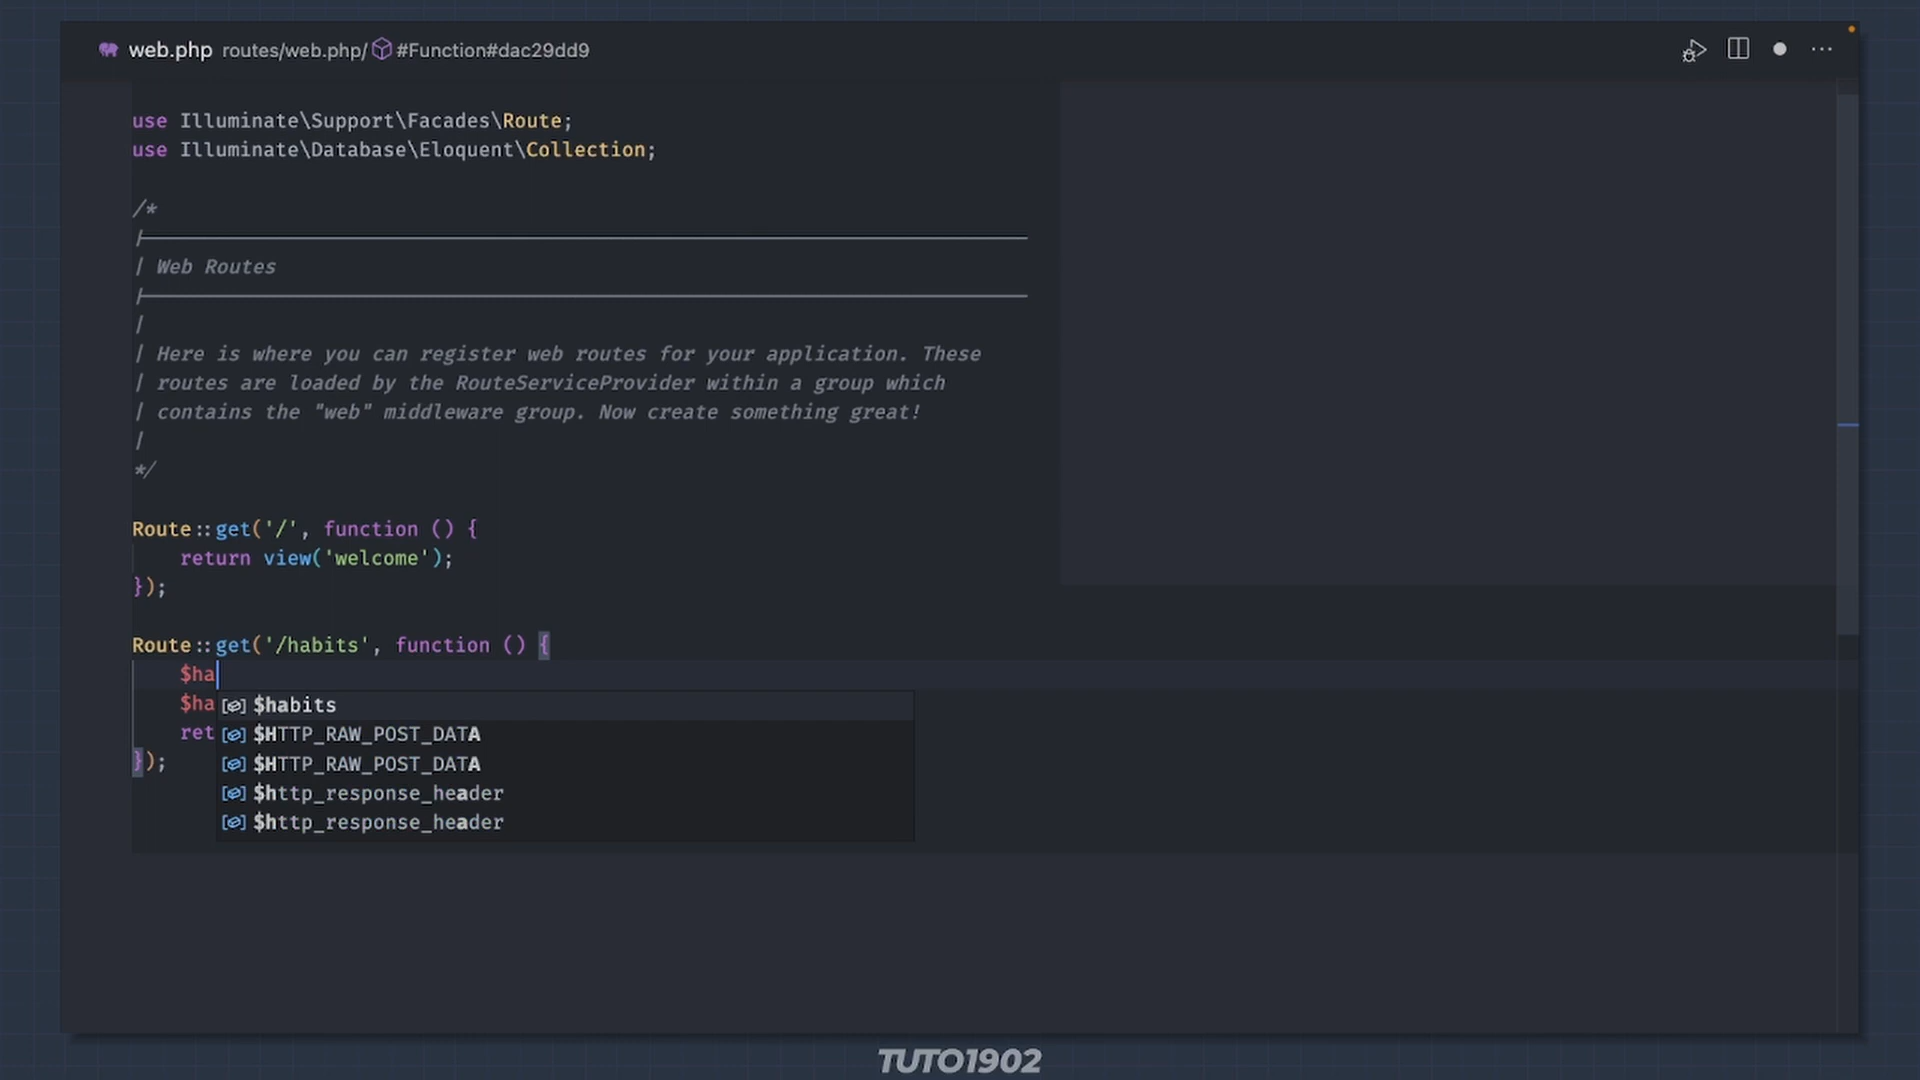 web.php routes/web.php/ #Function#dac29dd9
use Illuminate\Support\Facades\Route;
use Illuminate\Database\Eloquent\Collection;
/*
|
| Web Routes
|
|
| Here is where you can register web routes for your application. These
| routes are loaded by the RouteServiceProvider within a group which
| contains the "web" middleware group. Now create something great!
|
*/
Route::get('/', function () {
return view('welcome');
});
Route::get('/habits', function () {
$ha
$ha
ret
});
$habits
$HTTP_RAW_POST_DATA
$HTTP_RAW_POST_DATA
$http_response_header
$http_response_header
TUTO1902